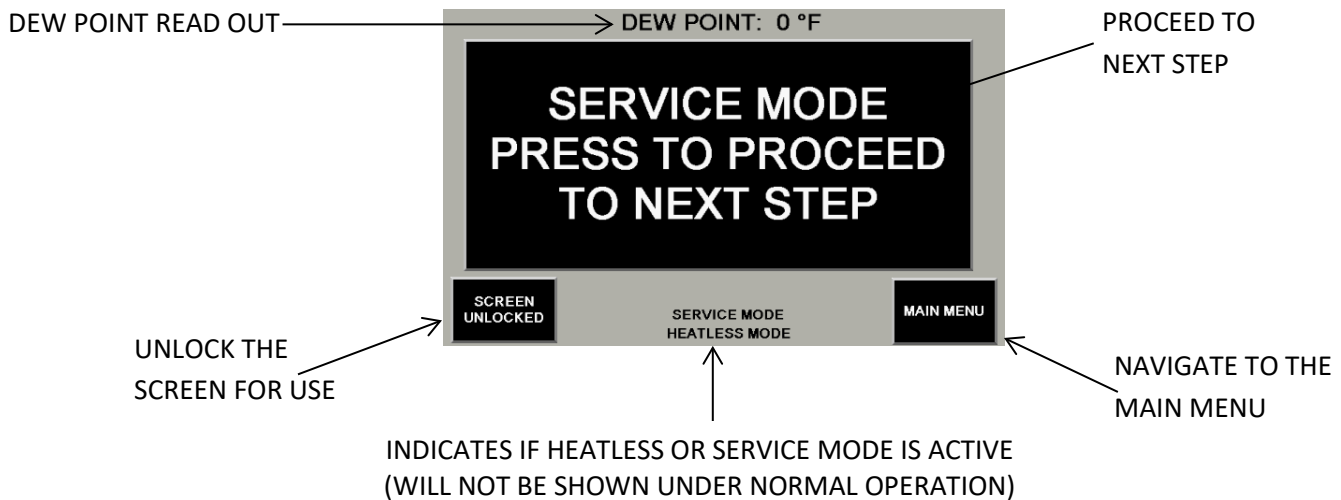 DEW POINT READ OUT
DEW POINT: 0 °F
PROCEED TO
NEXT STEP
SERVICE MODE
PRESS TO PROCEED
TO NEXT STEP
SCREEN
UNLOCKED
SERVICE MODE
HEATLESS MODE
MAIN MENU
UNLOCK THE
SCREEN FOR USE
NAVIGATE TO THE
MAIN MENU
INDICATES IF HEATLESS OR SERVICE MODE IS ACTIVE
(WILL NOT BE SHOWN UNDER NORMAL OPERATION)